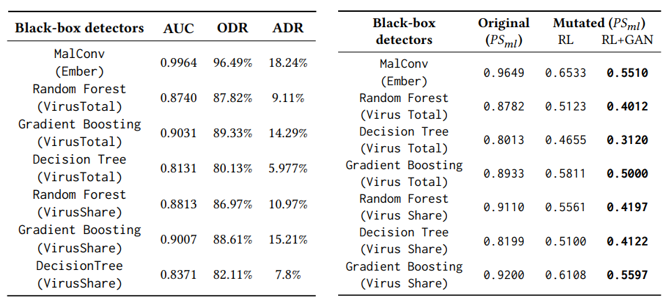 Black-box detectors AUC ODR ADR
MalConv
(Ember)
0.9964 96.49% 18.24%
Random Forest
(VirusTotal)
0.8740 87.82% 9.11%
Gradient Boosting
(VirusTotal)
0.9031 89.33% 14.29%
Decision Tree
(VirusTotal)
0.8131 80.13% 5.977%
Random Forest
(VirusShare)
0.8813 86.97% 10.97%
Gradient Boosting
(VirusShare)
0.9007 88.61% 15.21%
DecisionTree
(VirusShare)
0.8371 82.11% 7.8%
Black-box
detectors
Original
(PSml)
Mutated (PSml)
RL RL+GAN
MalConv
(Ember)
0.9649 0.6533 0.5510
Random Forest
(Virus Total)
0.8782 0.5123 0.4012
Decision Tree
(Virus Total)
0.8013 0.4655 0.3120
Gradient Boosting
(Virus Total)
0.8933 0.5811 0.5000
Random Forest
(Virus Share)
0.9110 0.5561 0.4197
Decision Tree
(Virus Share)
0.8199 0.5100 0.4122
Gradient Boosting
(Virus Share)
0.9200 0.6108 0.5597